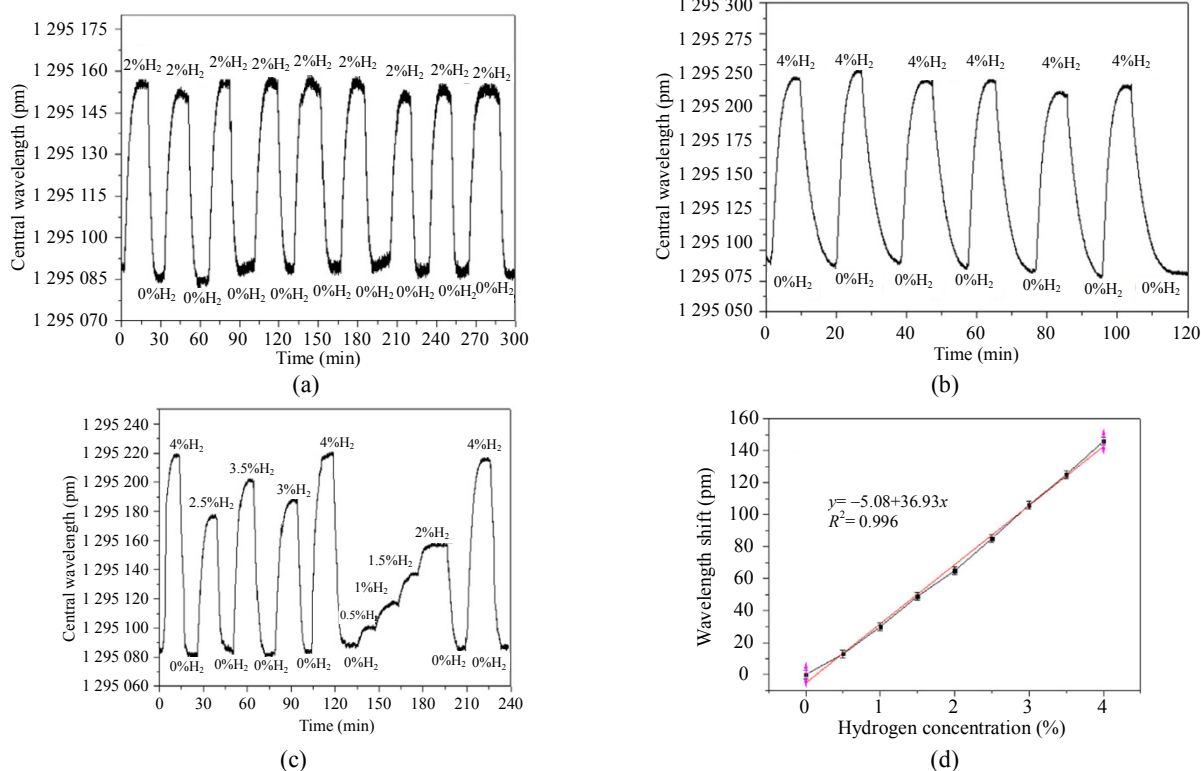 1 295 175
1 295 160
1 295 145
1 295 130
1 295 115
1 295 100
1 295 085
1 295 070
Central wavelength (pm)
2%H₂ 2%H₂ 2%H₂ 2%H₂ 2%H₂ 2%H₂ 2%H₂ 2%H₂ 2%H₂
0%H₂ 0%H₂ 0%H₂ 0%H₂ 0%H₂ 0%H₂ 0%H₂ 0%H₂ 0%H₂
0 30 60 90 120 150 180 210 240 270 300
Time (min)
(a)
1 295 300
1 295 275
1 295 250
1 295 200
1 295 175
1 295 150
1 295 125
1 295 100
1 295 075
1 295 050
Central wavelength (pm)
4%H₂ 4%H₂ 4%H₂ 4%H₂ 4%H₂ 4%H₂
0%H₂ 0%H₂ 0%H₂ 0%H₂ 0%H₂ 0%H₂ 0%H₂
0 20 40 60 80 100 120
Time (min)
(b)
1 295 240
1 295 220
1 295 200
1 295 180
1 295 160
1 295 140
1 295 120
1 295 100
1 295 080
1 295 060
Central wavelength (pm)
4%H₂ 2.5%H₂ 3.5%H₂ 3%H₂ 4%H₂ 0.5%H₂ 1%H₂ 1.5%H₂ 2%H₂ 4%H₂
0%H₂ 0%H₂ 0%H₂ 0%H₂ 0%H₂ 0%H₂ 0%H₂
0 30 60 90 120 150 180 210 240
Time (min)
(c)
160
140
120
100
80
60
40
20
0
Wavelength shift (pm)
y= −5.08+36.93x
R²= 0.996
0 1 2 3 4
Hydrogen concentration (%)
(d)